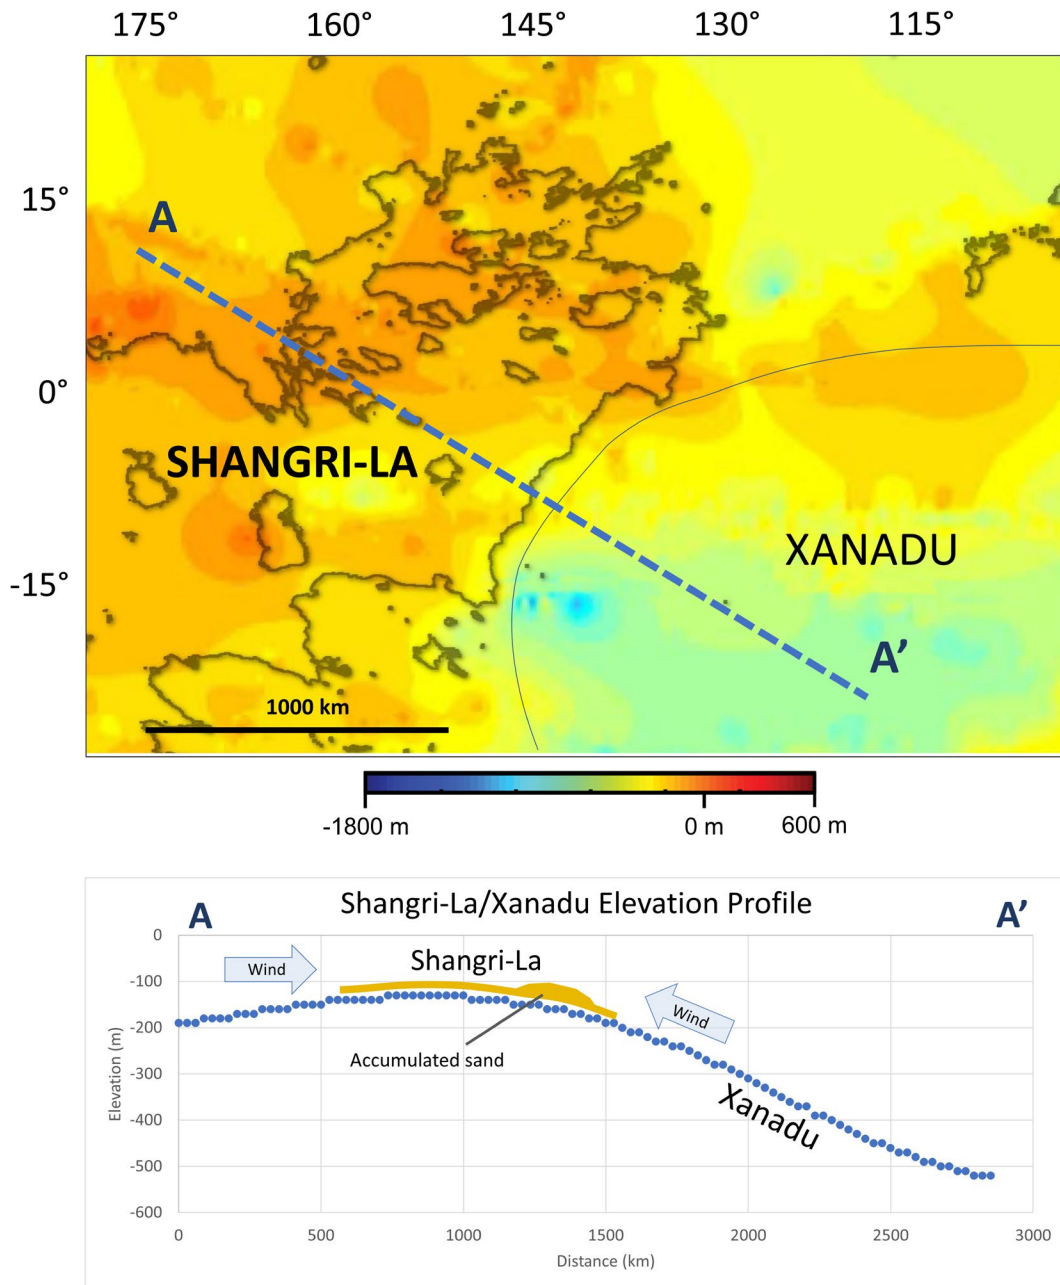 175° 160° 145° 130° 115°
15°
A
0°
SHANGRI-LA
XANADU
-15°
A’
1000 km
-1800 m 0 m 600 m
A Shangri-La/Xanadu Elevation Profile A’
0
Shangri-La
Wind
-100
Wind
-200
Accumulated sand
-300
Elevation (m)
Xanadu
-400
-500
-600
0 500 1000 1500 2000 2500 3000
Distance (km)